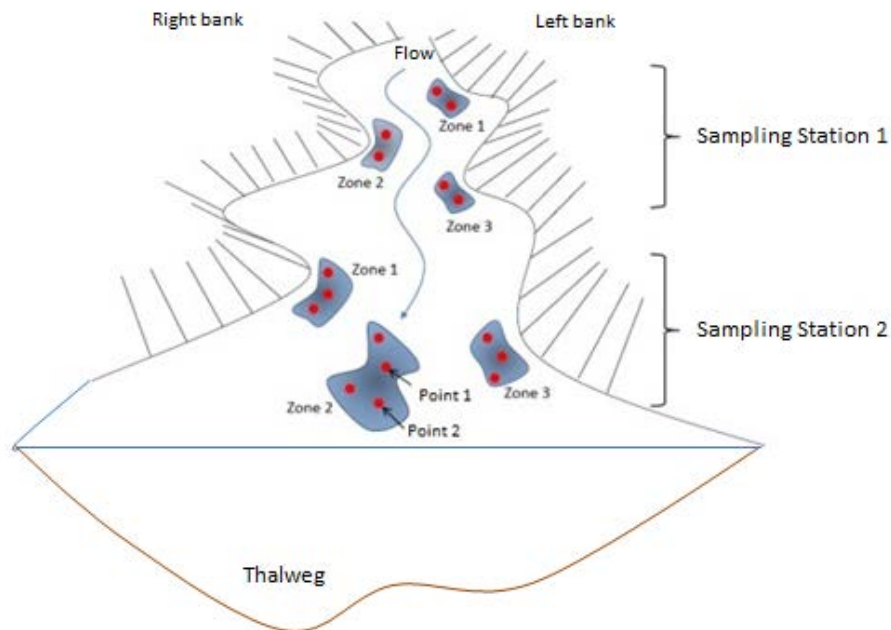 Right bank
Left bank
Flow
Zone 1
Sampling Station 1
Zone 2
Zone 3
Zone 1
Sampling Station 2
Point 1
Zone 3
Zone 2
Point 2
Thalweg